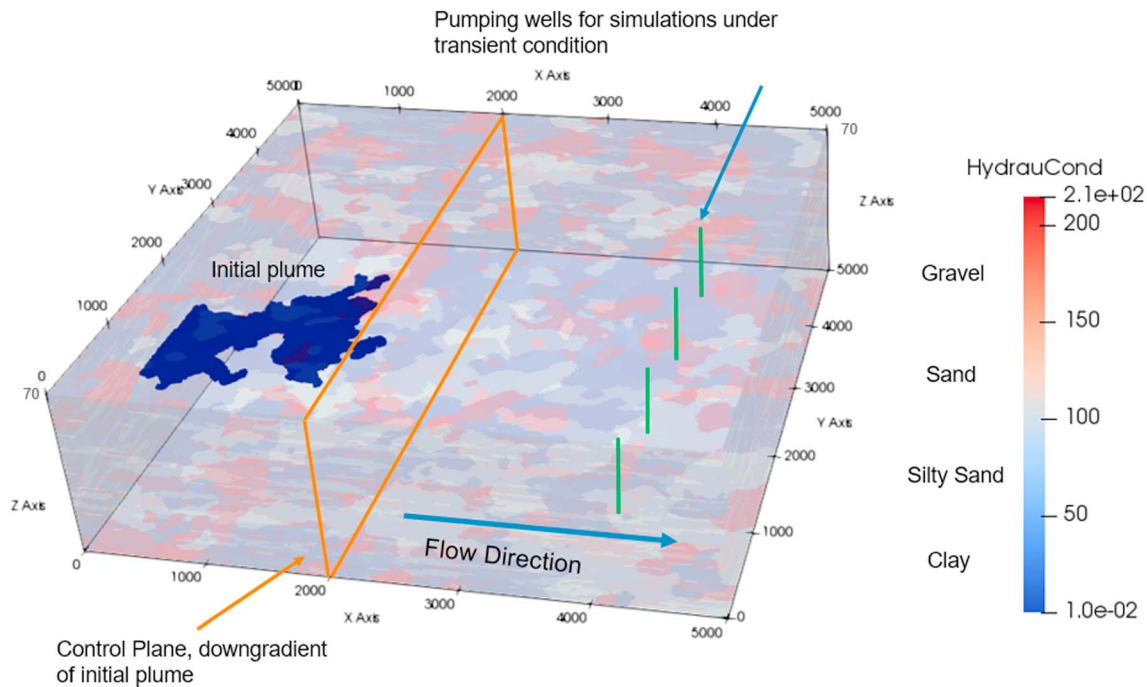 Pumping wells for simulations under
transient condition
X Axis
5000
1000
2000
3000
4000
5000
70
4000
Y Axis
3000
2000
1000
0
70
Z Axis
Initial plume
Z Axis
5000
4000
3000
Y Axis
2000
1000
0
Flow Direction
0
1000
2000
X Axis
3000
4000
5000
Control Plane, downgradient
of initial plume
HydrauCond
2.1e+02
200
Gravel
150
Sand
100
Silty Sand
50
Clay
1.0e-02